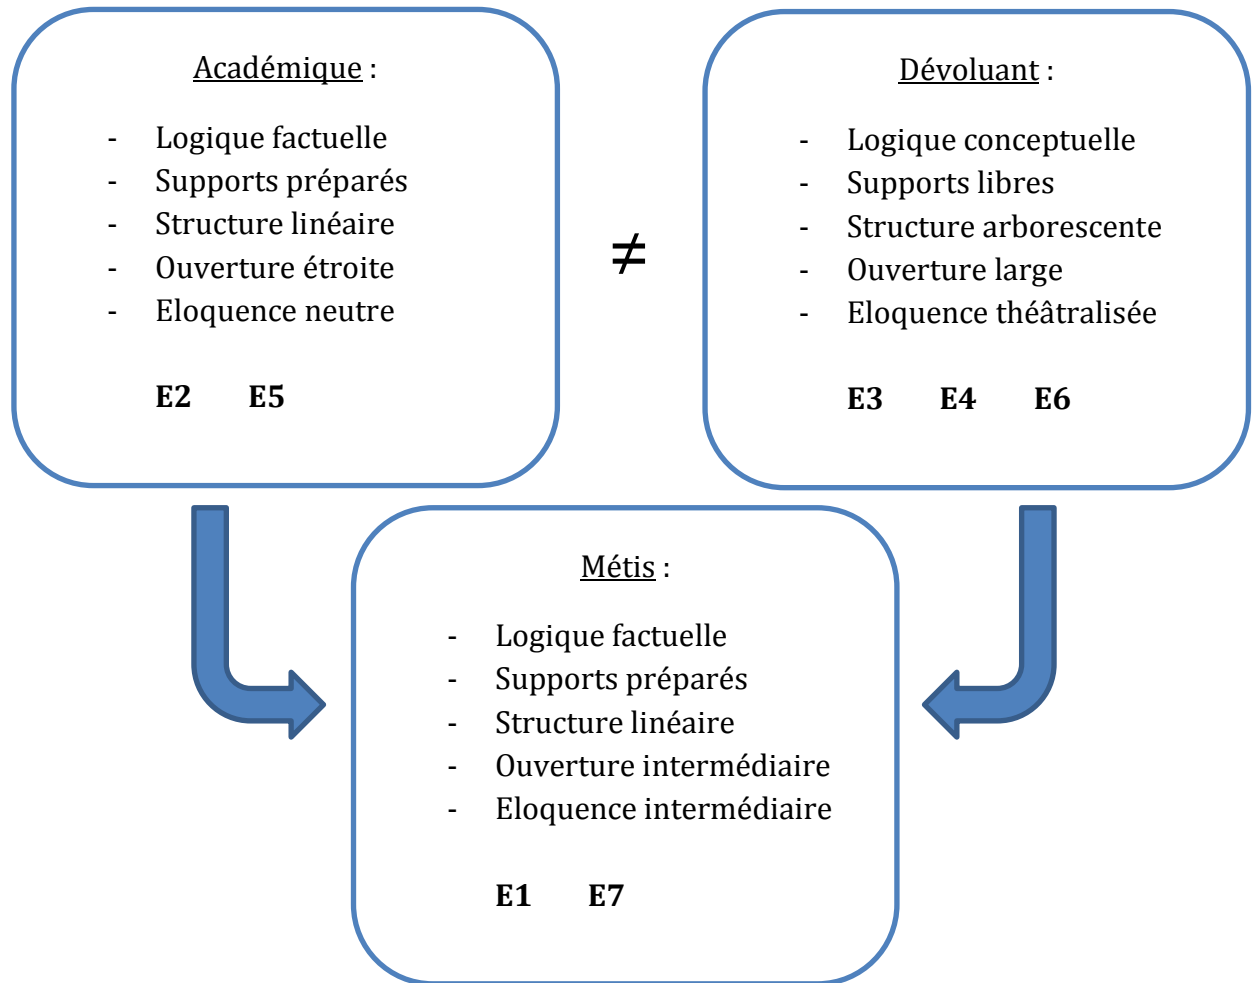 Académique :
- Logique factuelle
- Supports préparés
- Structure linéaire
- Ouverture étroite
- Eloquence neutre
E2 E5
≠
Dévoluant :
- Logique conceptuelle
- Supports libres
- Structure arborescente
- Ouverture large
- Eloquence théâtralisée
E3 E4 E6
Métis :
- Logique factuelle
- Supports préparés
- Structure linéaire
- Ouverture intermédiaire
- Eloquence intermédiaire
E1 E7